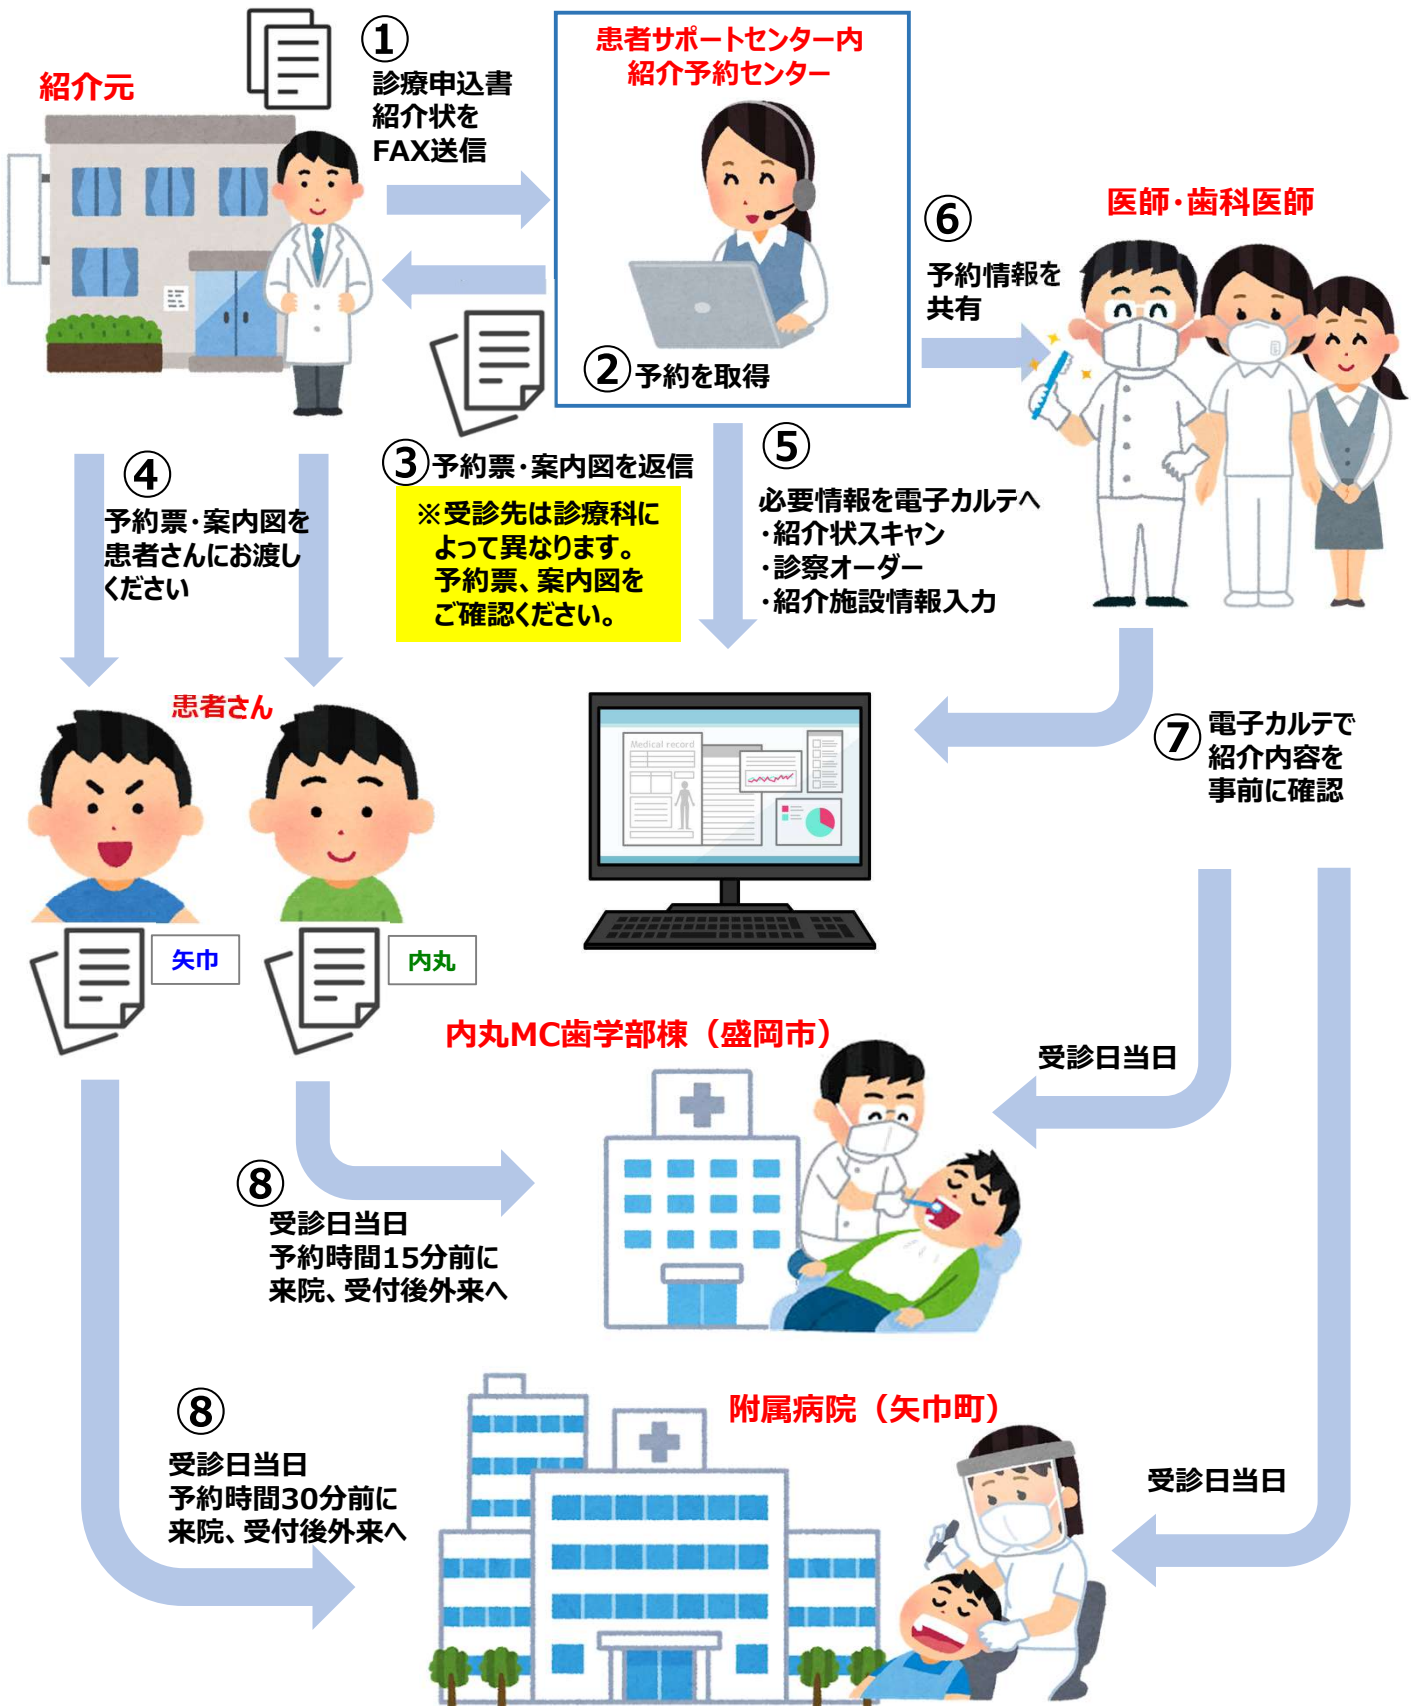 紹介元
①
診療申込書
紹介状を
FAX送信
患者サポートセンター内
紹介予約センター
②予約を取得
③予約票・案内図を返信
※受診先は診療科に
よって異なります。
予約票、案内図を
ご確認ください。
④
予約票・案内図を
患者さんにお渡し
ください
⑤
必要情報を電子カルテへ
・紹介状スキャン
・診察オーダー
・紹介施設情報入力
⑥
予約情報を
共有
医師・歯科医師
患者さん
Medical record
⑦
電子カルテで
紹介内容を
事前に確認
矢巾
内丸
内丸MC歯学部棟（盛岡市）
受診日当日
⑧
受診日当日
予約時間15分前に
来院、受付後外来へ
附属病院（矢巾町）
⑧
受診日当日
予約時間30分前に
来院、受付後外来へ
受診日当日